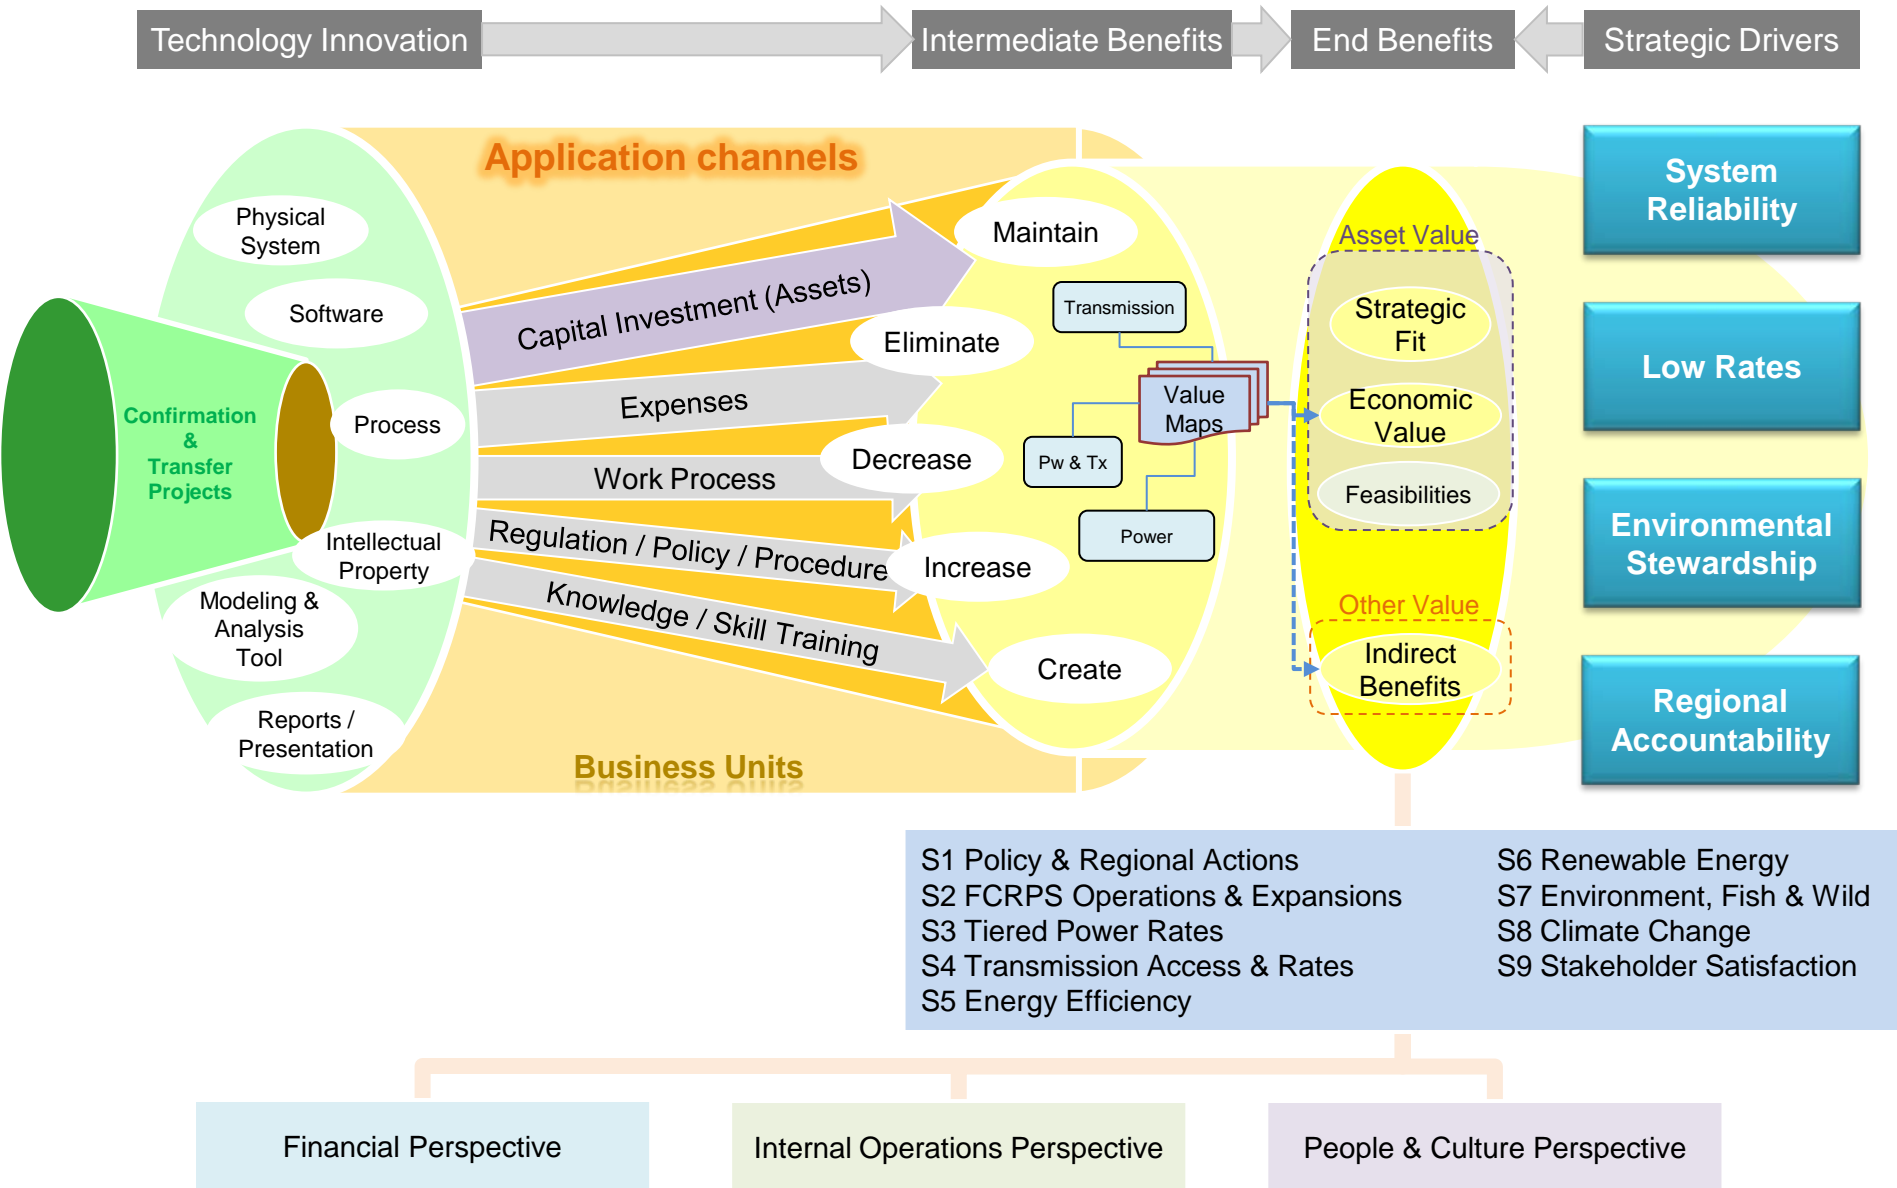 Technology Innovation
Intermediate Benefits
End Benefits
Strategic Drivers
Application channels
Physical
System
Software
Process
Intellectual
Property
Modeling &
Analysis
Tool
Reports /
Presentation
Confirmation
&
Transfer
Projects
Capital Investment (Assets)
Expenses
Work Process
Regulation / Policy / Procedure
Knowledge / Skill Training
Business Units
Maintain
Eliminate
Decrease
Increase
Create
Transmission
Value
Maps
Pw & Tx
Power
Asset Value
Strategic
Fit
Economic
Value
Feasibilities
Other Value
Indirect
Benefits
System
Reliability
Low Rates
Environmental
Stewardship
Regional
Accountability
S1 Policy & Regional Actions
S2 FCRPS Operations & Expansions
S3 Tiered Power Rates
S4 Transmission Access & Rates
S5 Energy Efficiency
S6 Renewable Energy
S7 Environment, Fish & Wild
S8 Climate Change
S9 Stakeholder Satisfaction
Financial Perspective
Internal Operations Perspective
People & Culture Perspective